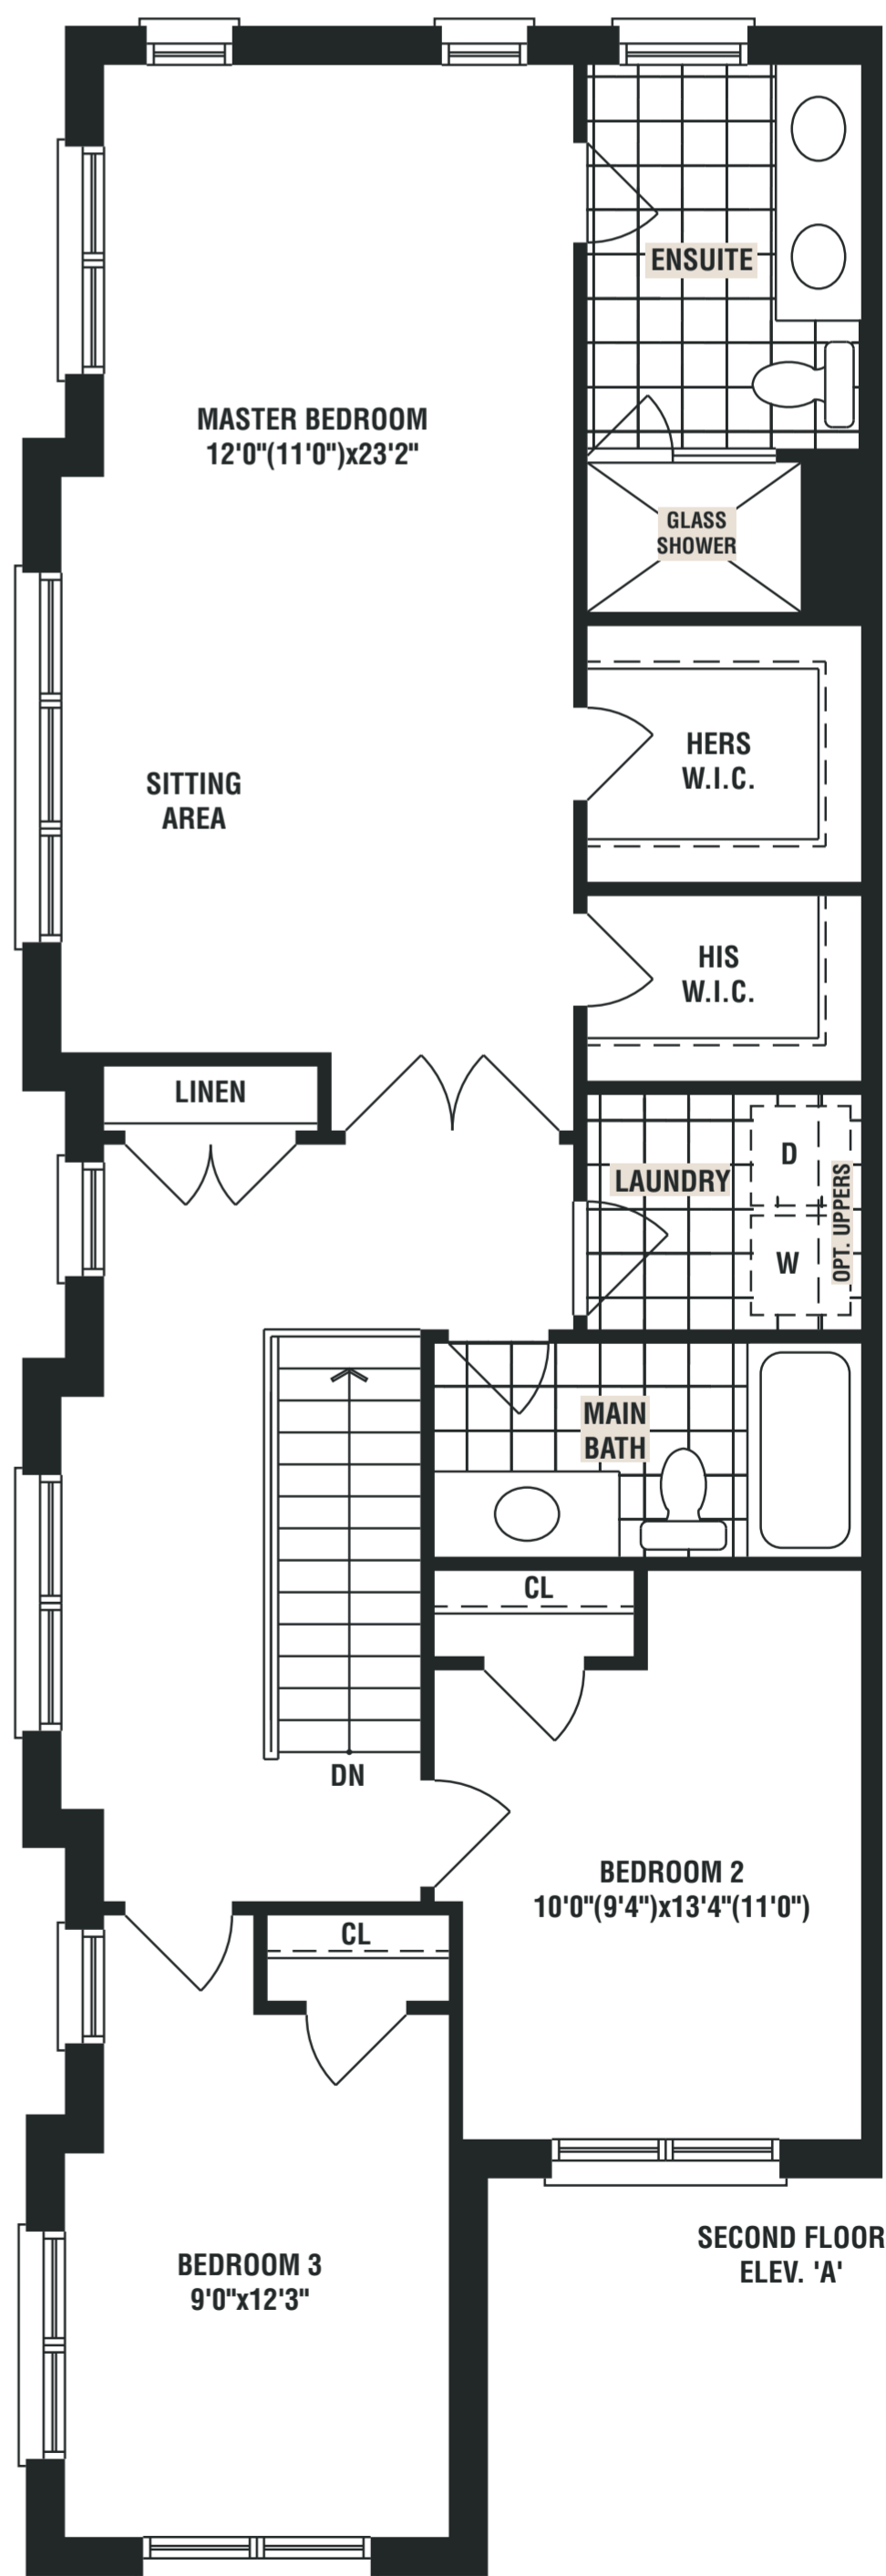 ENSUITE
MASTER BEDROOM
12'0"(11'0")x23'2"
GLASS
SHOWER
HERS
W.I.C.
SITTING
AREA
HIS
W.I.C.
LINEN
LAUNDRY
D
W
OPT. UPPERS
MAIN
BATH
CL
DN
BEDROOM 2
10'0"(9'4")x13'4"(11'0")
CL
BEDROOM 3
9'0"x12'3"
SECOND FLOOR
ELEV. 'A'